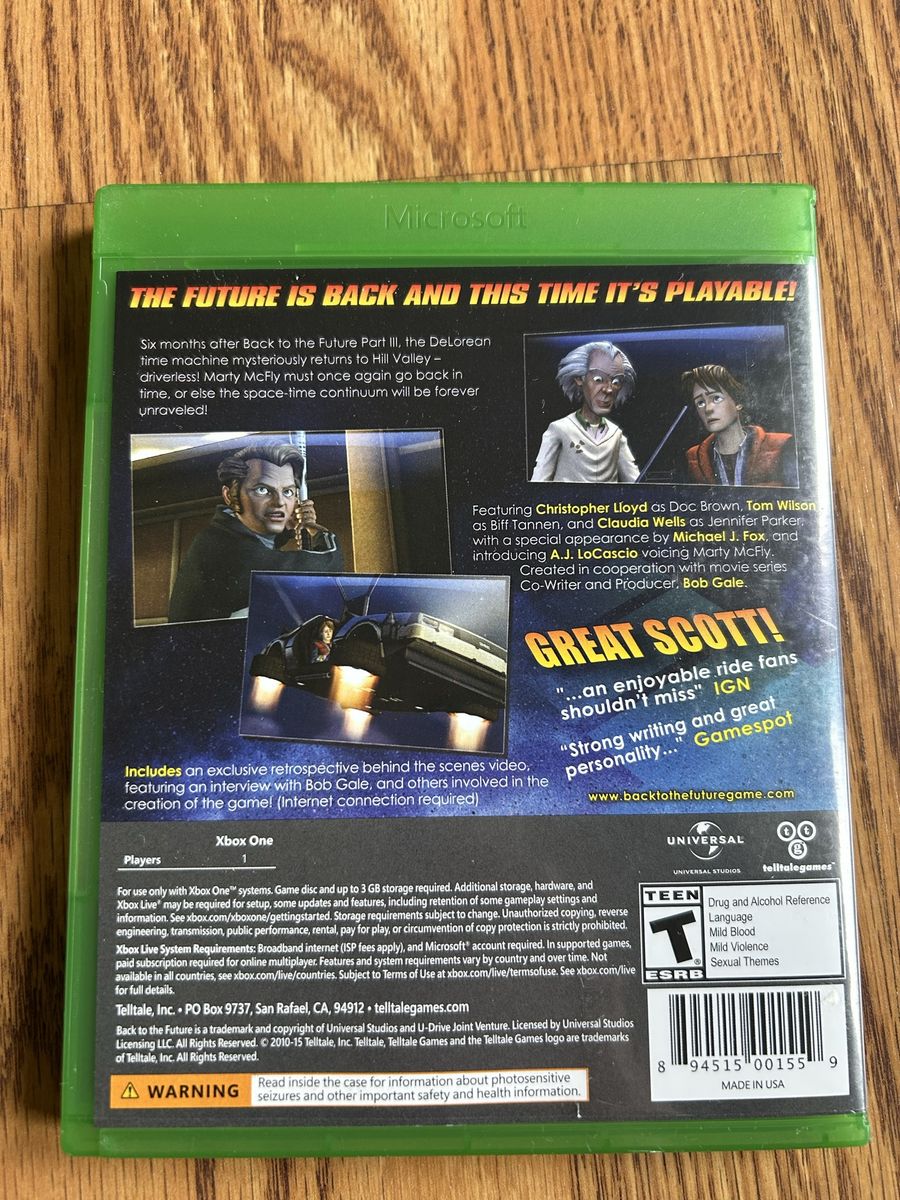 Microsoft
THE FUTURE IS BACK AND THIS TIME IT'S PLAYABLE!
Six months after Back to the Future Part III, the DeLorean
time machine mysteriously returns to Hill Valley –
driverless! Marty McFly must once again go back in
time, or else the space-time continuum will be forever
unraveled!
Featuring Christopher Lloyd as Doc Brown, Tom Wilson
as Biff Tannen, and Claudia Wells as Jennifer Parker,
with a special appearance by Michael J. Fox, and
introducing A.J. LoCascio voicing Marty McFly.
Created in cooperation with movie series
Co-Writer and Producer, Bob Gale.
GREAT SCOTT!
"...an enjoyable ride fans
shouldn't miss" IGN
"Strong writing and great
personality..." Gamespot
Includes an exclusive retrospective behind the scenes video,
featuring an interview with Bob Gale, and others involved in the
creation of the game! (Internet connection required)
www.backtothefuturegame.com
Xbox One
Players 1
UNIVERSAL
UNIVERSAL STUDIOS
ttg
telltalegames™
For use only with Xbox One™ systems. Game disc and up to 3 GB storage required. Additional storage, hardware, and
Xbox Live® may be required for setup, some updates and features, including retention of some gameplay settings and
information. See xbox.com/xboxone/gettingstarted. Storage requirements subject to change. Unauthorized copying, reverse
engineering, transmission, public performance, rental, pay for play, or circumvention of copy protection is strictly prohibited.
Xbox Live System Requirements: Broadband internet (ISP fees apply), and Microsoft® account required. In supported games,
paid subscription required for online multiplayer. Features and system requirements vary by country and over time. Not
available in all countries, see xbox.com/live/countries. Subject to Terms of Use at xbox.com/live/termsofuse. See xbox.com/live
for full details.
Telltale, Inc. • PO Box 9737, San Rafael, CA, 94912 • telltalegames.com
Back to the Future is a trademark and copyright of Universal Studios and U-Drive Joint Venture. Licensed by Universal Studios
Licensing LLC. All Rights Reserved. © 2010-15 Telltale, Inc. Telltale, Telltale Games and the Telltale Games logo are trademarks
of Telltale, Inc. All Rights Reserved.
TEEN
T
®
ESRB
Drug and Alcohol Reference
Language
Mild Blood
Mild Violence
Sexual Themes
8 94515 00155 9
MADE IN USA
WARNING
Read inside the case for information about photosensitive
seizures and other important safety and health information.